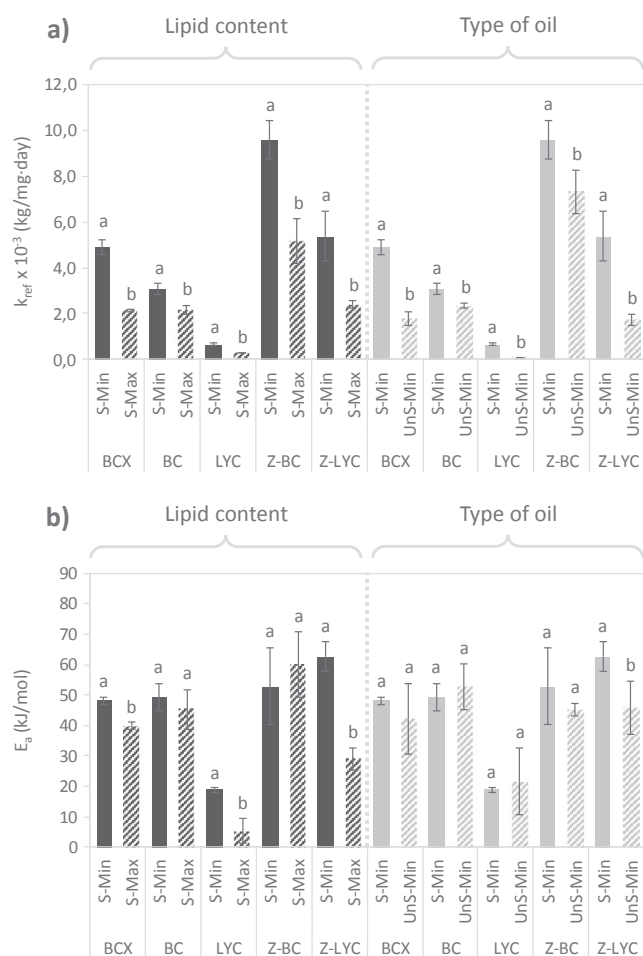 a)
Lipid content
Type of oil
12,0
10,0
8,0
6,0
4,0
2,0
0,0
k_ref x 10⁻³ (kg/mg·day)
a b a b a b a b a b a b a b a b a b a b
S-Min S-Max S-Min S-Max S-Min S-Max S-Min S-Max S-Min S-Max S-Min UnS-Min S-Min UnS-Min S-Min UnS-Min S-Min UnS-Min S-Min UnS-Min
BCX BC LYC Z-BC Z-LYC BCX BC LYC Z-BC Z-LYC
b)
Lipid content
Type of oil
90
80
70
60
50
40
30
20
10
0
E_a (kJ/mol)
a b a a a b a a a b a a a a a a a a a b
S-Min S-Max S-Min S-Max S-Min S-Max S-Min S-Max S-Min S-Max S-Min UnS-Min S-Min UnS-Min S-Min UnS-Min S-Min UnS-Min S-Min UnS-Min
BCX BC LYC Z-BC Z-LYC BCX BC LYC Z-BC Z-LYC